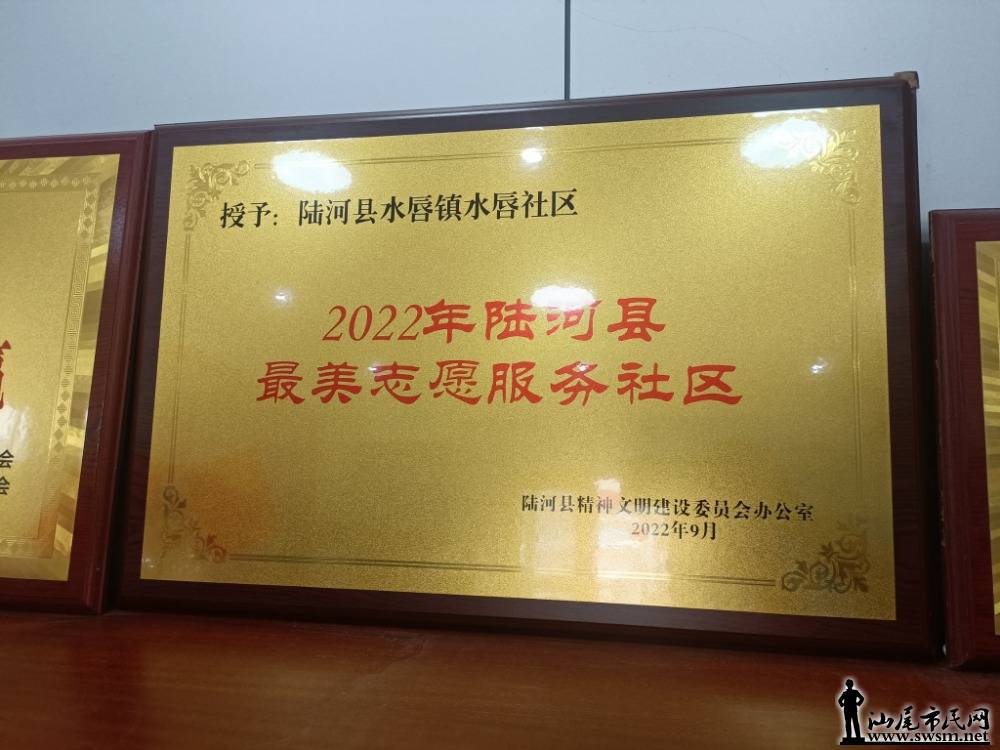 授予：陆河县水唇镇水唇社区
2022年陆河县
最美志愿服务社区
陆河县精神文明建设委员会办公室
2022年9月
会
会
汕尾市民网
www.swsm.net